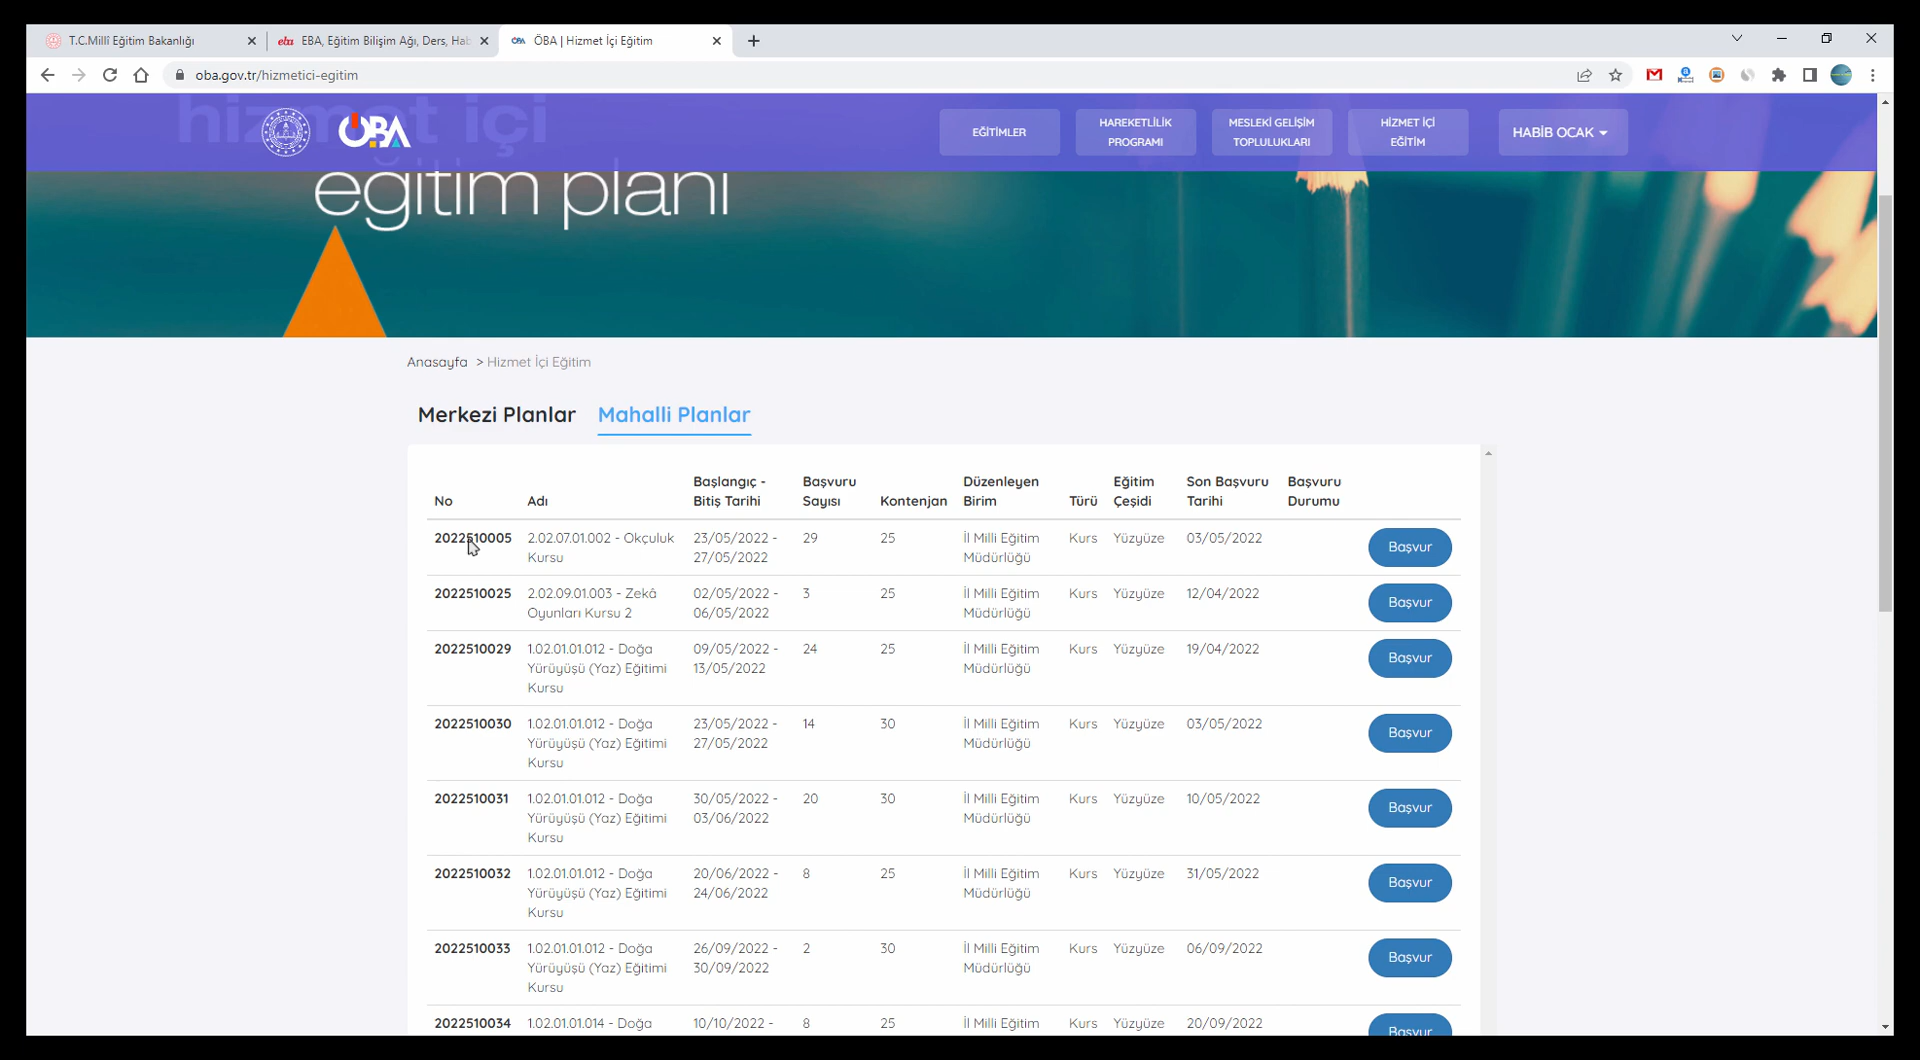 T.C.Millî Eğitim Bakanlığı
EBA, Eğitim Bilişim Ağı, Ders, Hab
ÖBA | Hizmet İçi Eğitim
oba.gov.tr/hizmetici-egitim
hizmet içi
ÖBA
EĞİTİMLER
HAREKETLİLİK
PROGRAMI
MESLEKİ GELİŞİM
TOPLULUKLARI
HİZMET İÇİ
EĞİTİM
HABİB OCAK
eğitim planı
Anasayfa > Hizmet İçi Eğitim
Merkezi Planlar Mahalli Planlar
No Adı Başlangıç - Bitiş Tarihi Başvuru Sayısı Kontenjan Düzenleyen Birim Türü Eğitim Çeşidi Son Başvuru Tarihi Başvuru Durumu
2022510005 2.02.07.01.002 - Okçuluk 23/05/2022 - 29 25 İl Milli Eğitim Kurs Yüzyüze 03/05/2022 Başvur
Kursu 27/05/2022 Müdürlüğü
2022510025 2.02.09.01.003 - Zekâ 02/05/2022 - 3 25 İl Milli Eğitim Kurs Yüzyüze 12/04/2022 Başvur
Oyunları Kursu 2 06/05/2022 Müdürlüğü
2022510029 1.02.01.01.012 - Doğa 09/05/2022 - 24 25 İl Milli Eğitim Kurs Yüzyüze 19/04/2022 Başvur
Yürüyüşü (Yaz) Eğitimi 13/05/2022 Müdürlüğü
Kursu
2022510030 1.02.01.01.012 - Doğa 23/05/2022 - 14 30 İl Milli Eğitim Kurs Yüzyüze 03/05/2022 Başvur
Yürüyüşü (Yaz) Eğitimi 27/05/2022 Müdürlüğü
Kursu
2022510031 1.02.01.01.012 - Doğa 30/05/2022 - 20 30 İl Milli Eğitim Kurs Yüzyüze 10/05/2022 Başvur
Yürüyüşü (Yaz) Eğitimi 03/06/2022 Müdürlüğü
Kursu
2022510032 1.02.01.01.012 - Doğa 20/06/2022 - 8 25 İl Milli Eğitim Kurs Yüzyüze 31/05/2022 Başvur
Yürüyüşü (Yaz) Eğitimi 24/06/2022 Müdürlüğü
Kursu
2022510033 1.02.01.01.012 - Doğa 26/09/2022 - 2 30 İl Milli Eğitim Kurs Yüzyüze 06/09/2022 Başvur
Yürüyüşü (Yaz) Eğitimi 30/09/2022 Müdürlüğü
Kursu
2022510034 1.02.01.01.014 - Doğa 10/10/2022 - 8 25 İl Milli Eğitim Kurs Yüzyüze 20/09/2022 Başvur